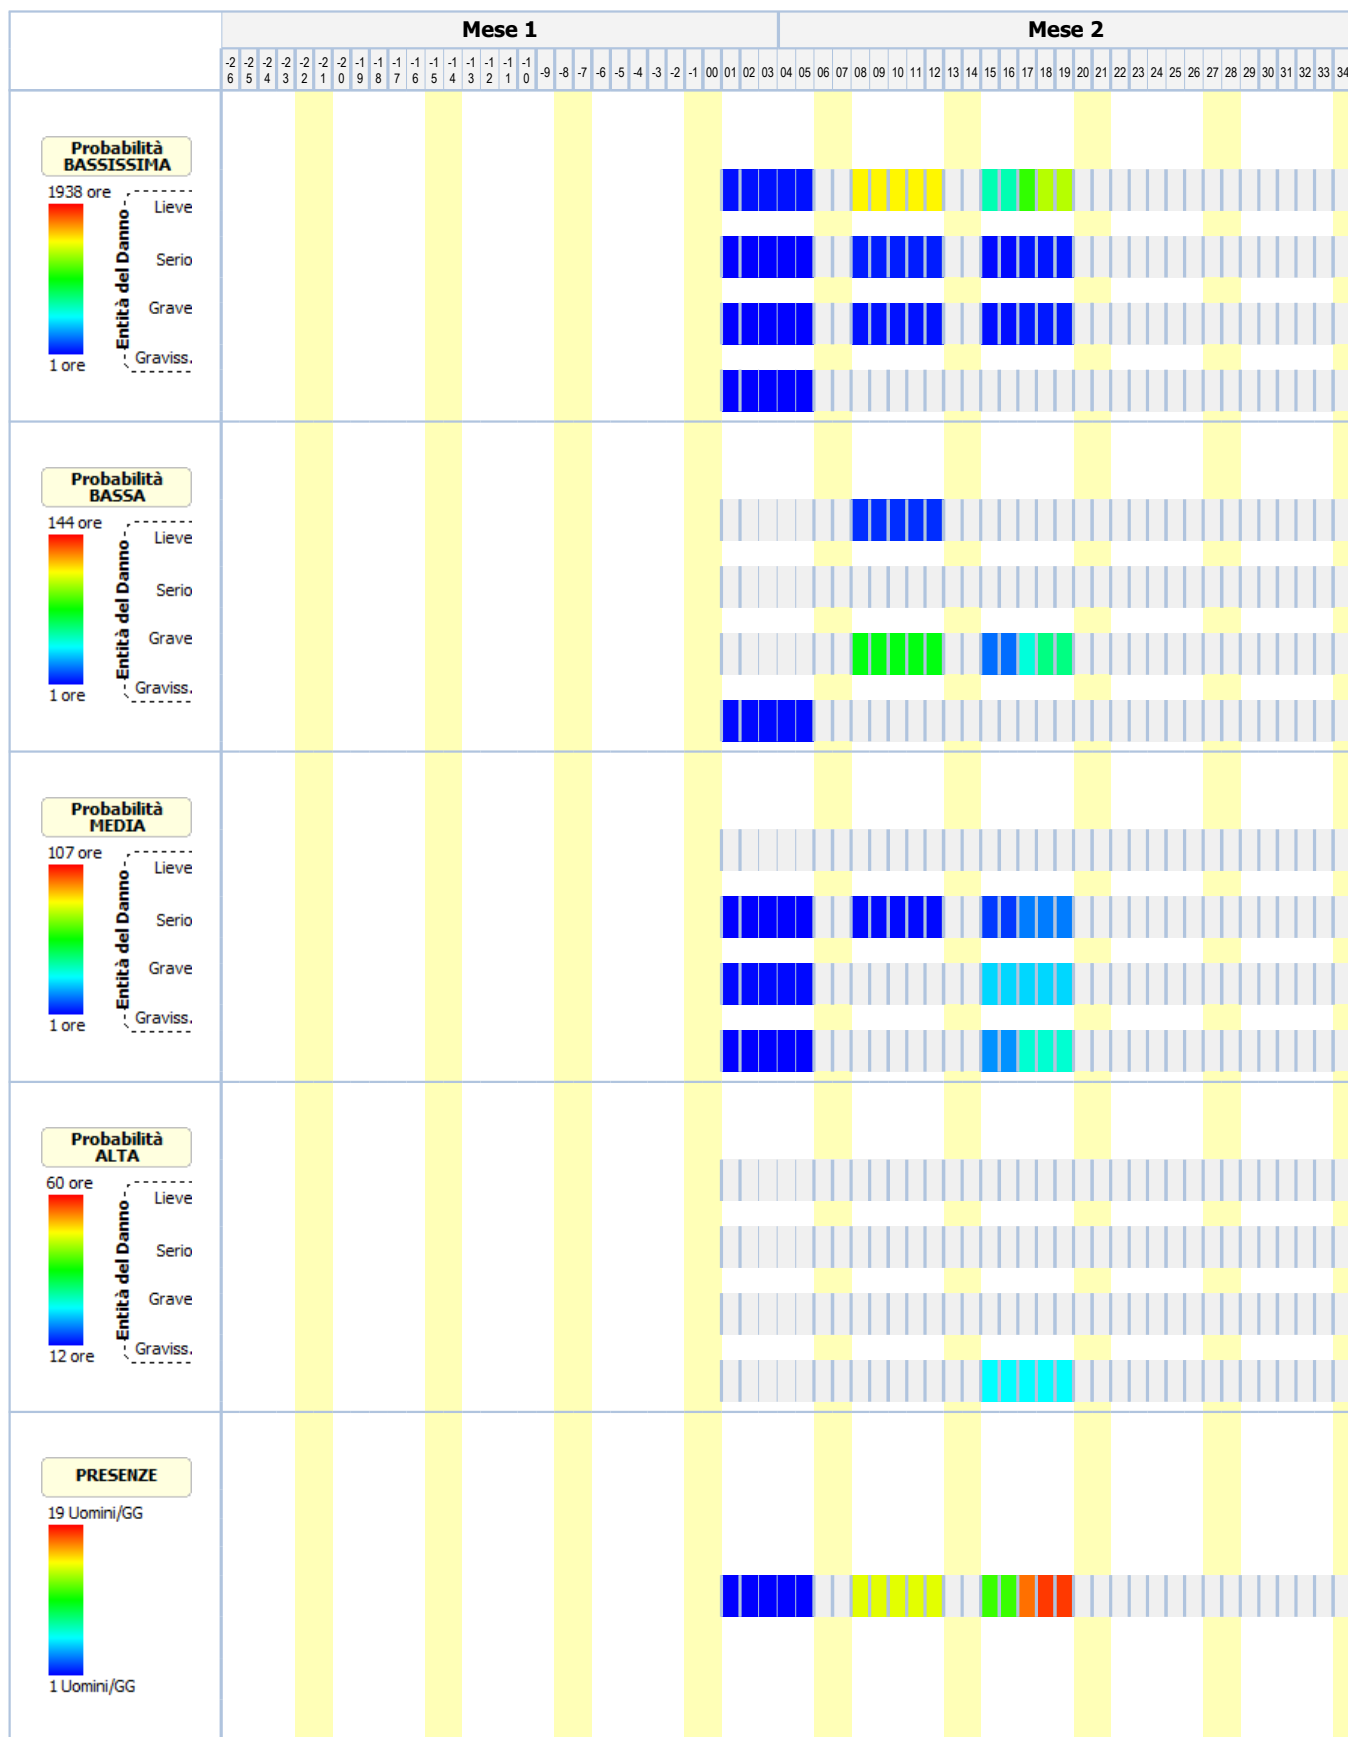 Mese 1 Mese 2
-26 -25 -24 -23 -22 -21 -20 -19 -18 -17 -16 -15 -14 -13 -12 -11 -10 -9 -8 -7 -6 -5 -4 -3 -2 -1 00 01 02 03 04 05 06 07 08 09 10 11 12 13 14 15 16 17 18 19 20 21 22 23 24 25 26 27 28 29 30 31 32 33 34
Probabilità
BASSISSIMA
1938 ore
1 ore
Entità del Danno
Lieve
Serio
Grave
Graviss.
Probabilità
BASSA
144 ore
1 ore
Entità del Danno
Lieve
Serio
Grave
Graviss.
Probabilità
MEDIA
107 ore
1 ore
Entità del Danno
Lieve
Serio
Grave
Graviss.
Probabilità
ALTA
60 ore
12 ore
Entità del Danno
Lieve
Serio
Grave
Graviss.
PRESENZE
19 Uomini/GG
1 Uomini/GG